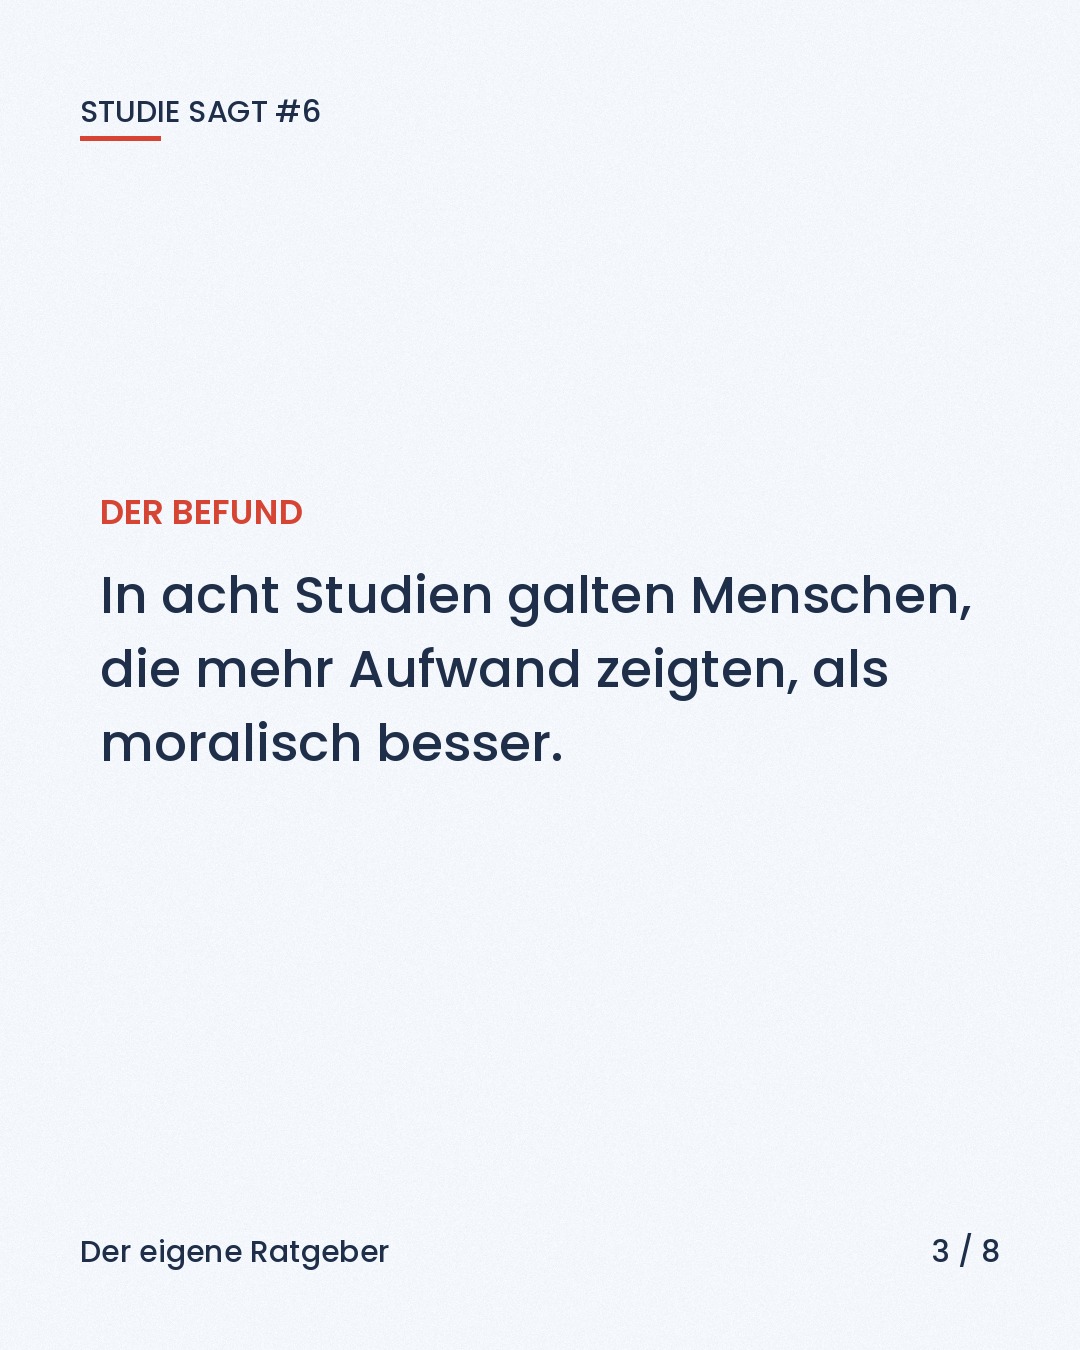 STUDIE SAGT #6
DER BEFUND
In acht Studien galten Menschen,
die mehr Aufwand zeigten, als
moralisch besser.
Der eigene Ratgeber
3 / 8